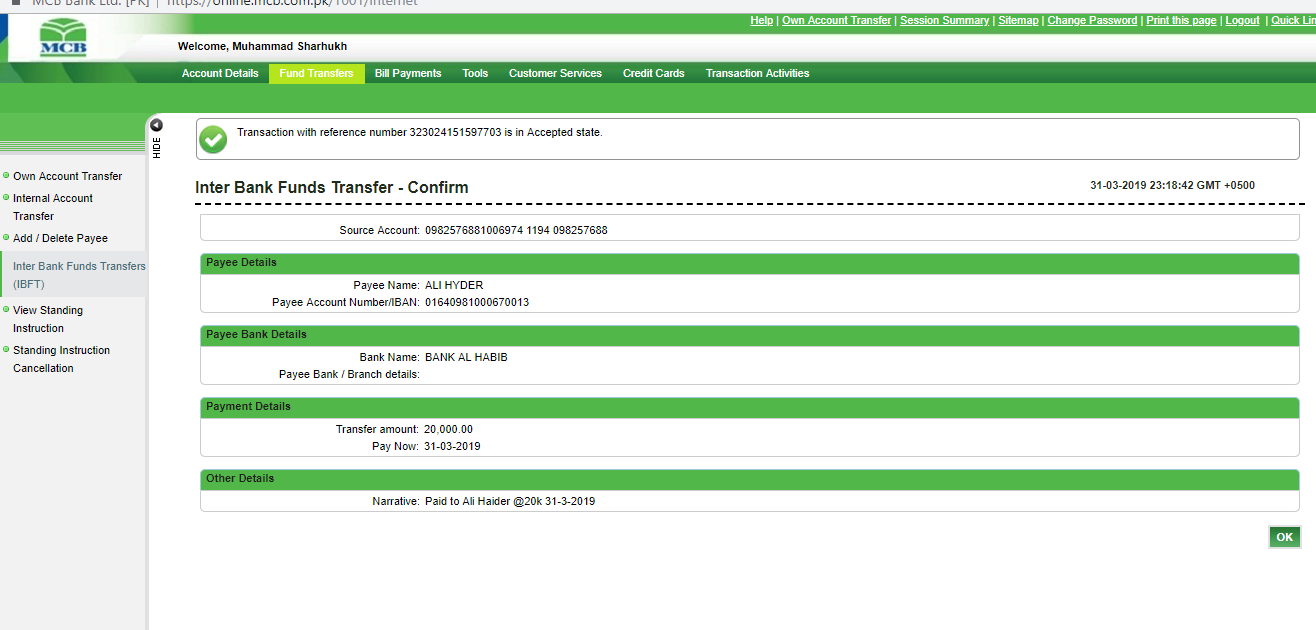 MCB Bank Ltd. [PK] | https://online.mcb.com.pk/1001/internet
Help | Own Account Transfer | Session Summary | Sitemap | Change Password | Print this page | Logout | Quick Lin
MCB
Welcome, Muhammad Sharhukh
Account Details Fund Transfers Bill Payments Tools Customer Services Credit Cards Transaction Activities
HIDE
Own Account Transfer
Internal Account
Transfer
Add / Delete Payee
Inter Bank Funds Transfers
(IBFT)
View Standing
Instruction
Standing Instruction
Cancellation
Transaction with reference number 323024151597703 is in Accepted state.
Inter Bank Funds Transfer - Confirm
31-03-2019 23:18:42 GMT +0500
Source Account: 0982576881006974 1194 098257688
Payee Details
Payee Name: ALI HYDER
Payee Account Number/IBAN: 01640981000670013
Payee Bank Details
Bank Name: BANK AL HABIB
Payee Bank / Branch details:
Payment Details
Transfer amount: 20,000.00
Pay Now: 31-03-2019
Other Details
Narrative: Paid to Ali Haider @20k 31-3-2019
OK